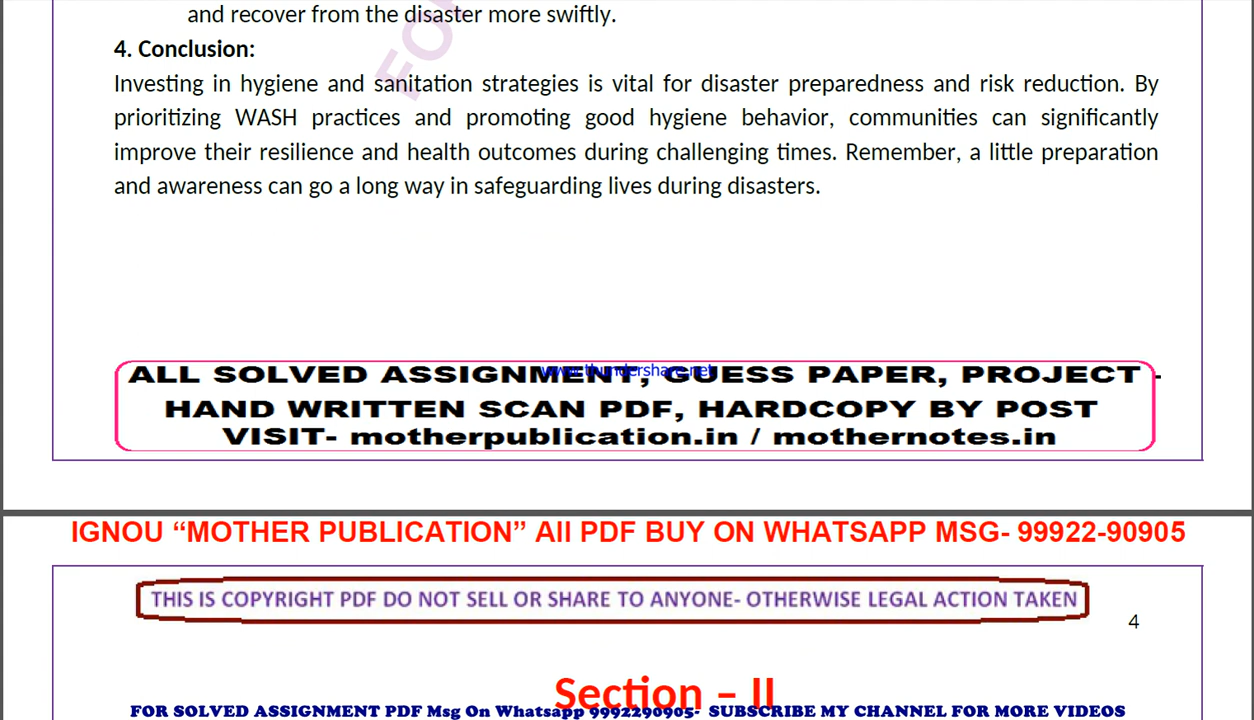 and recover from the disaster more swiftly.
4. Conclusion:
Investing in hygiene and sanitation strategies is vital for disaster preparedness and risk reduction. By
prioritizing WASH practices and promoting good hygiene behavior, communities can significantly
improve their resilience and health outcomes during challenging times. Remember, a little preparation
and awareness can go a long way in safeguarding lives during disasters.
FOR
www.thundershare.net
ALL SOLVED ASSIGNMENT, GUESS PAPER, PROJECT -
HAND WRITTEN SCAN PDF, HARDCOPY BY POST
VISIT- motherpublication.in / mothernotes.in
IGNOU “MOTHER PUBLICATION” All PDF BUY ON WHATSAPP MSG- 99922-90905
THIS IS COPYRIGHT PDF DO NOT SELL OR SHARE TO ANYONE- OTHERWISE LEGAL ACTION TAKEN
4
Section – II
FOR SOLVED ASSIGNMENT PDF Msg On Whatsapp 9992290905- SUBSCRIBE MY CHANNEL FOR MORE VIDEOS